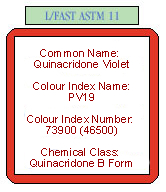 L/FAST ASTM 11
Common Name:
Quinacridone Violet
Colour Index Name:
PV19
Colour Index Number:
73900 (46500)
Chemical Class:
Quinacridone B Form